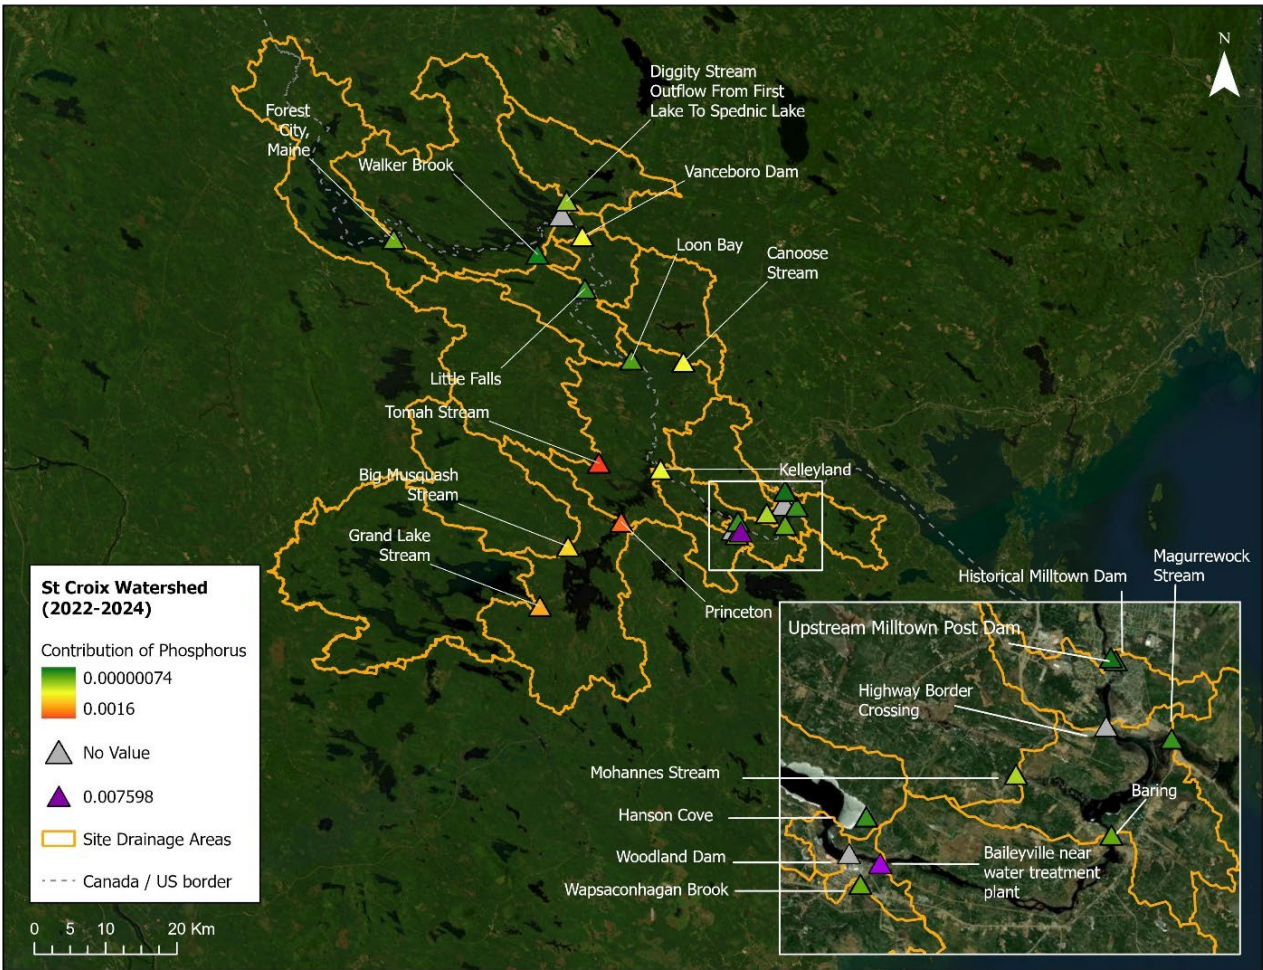 N
Diggity Stream
Outflow From First
Lake To Spednic Lake
Forest
City,
Maine
Walker Brook
Vanceboro Dam
Loon Bay
Canoose
Stream
Little Falls
Tomah Stream
Big Musquash
Stream
Kelleyland
Grand Lake
Stream
Princeton
Historical Milltown Dam
Magurrewock
Stream
Upstream Milltown Post Dam
Highway Border
Crossing
Mohannes Stream
Baring
Hanson Cove
Woodland Dam
Baileyville near
water treatment
plant
Wapsaconhagan Brook
St Croix Watershed
(2022-2024)
Contribution of Phosphorus
0.00000074
0.0016
No Value
0.007598
Site Drainage Areas
Canada / US border
0 5 10 20 Km